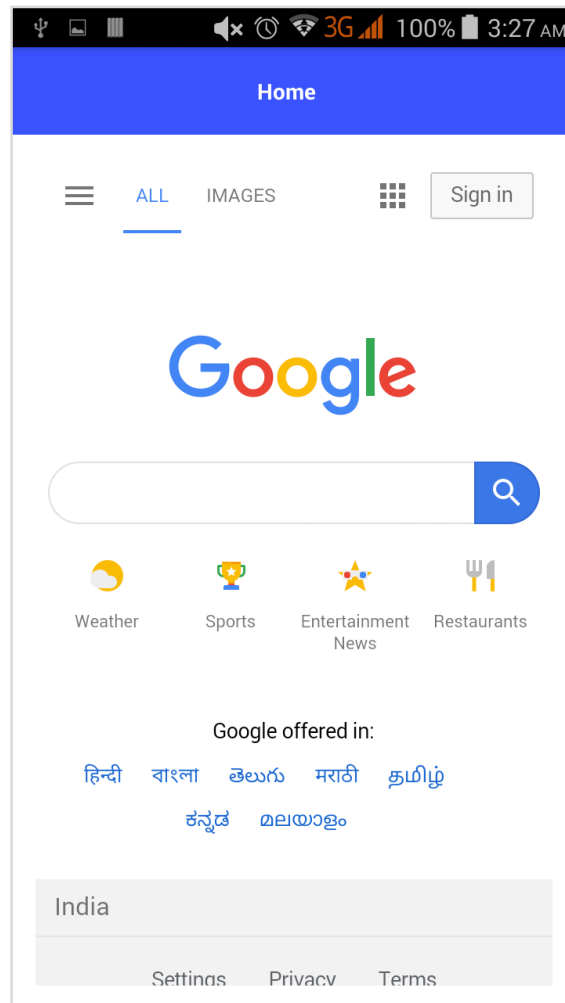 3G 100% 3:27 AM
Home
ALL IMAGES Sign in
Google
Weather Sports Entertainment News Restaurants
Google offered in:
हिन्दी বাংলা తెలుగు मराठी தமிழ்
ಕನ್ನಡ മലയാളം
India
Settings Privacy Terms